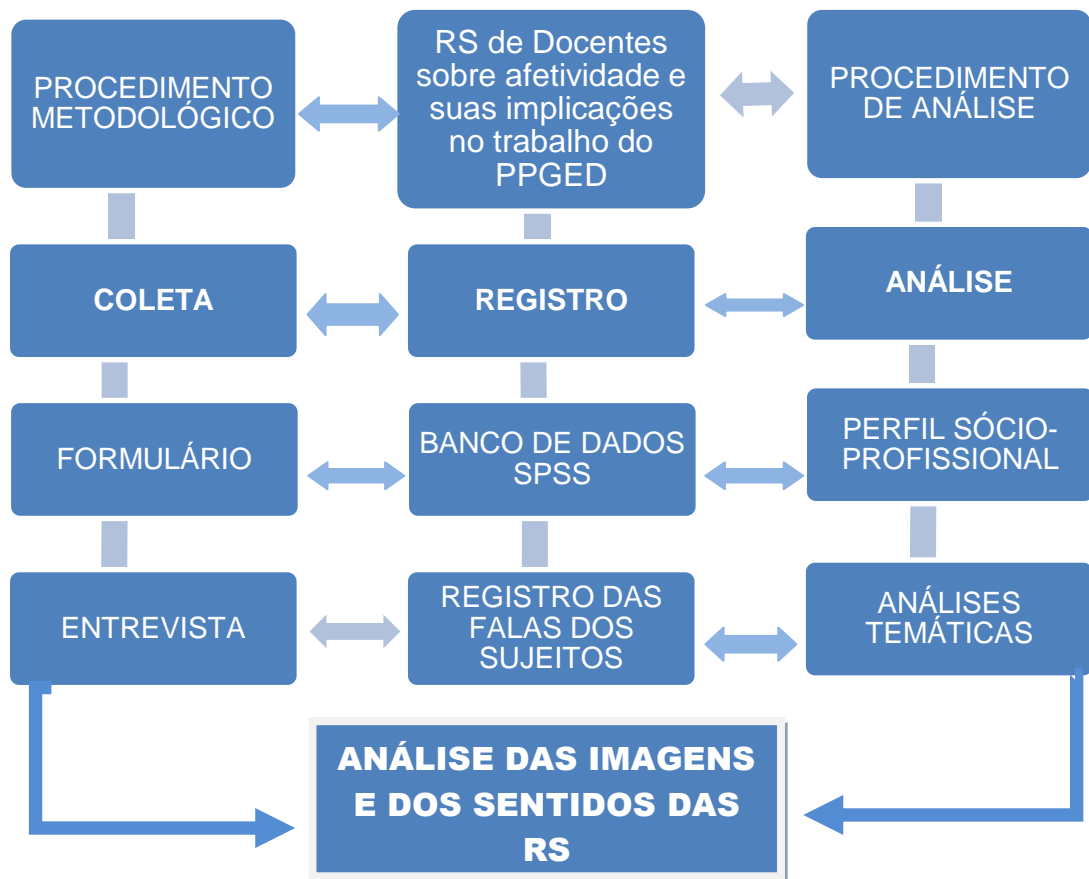 PROCEDIMENTO
METODOLÓGICO
RS de Docentes
sobre afetividade e
suas implicações
no trabalho do
PPGED
PROCEDIMENTO
DE ANÁLISE
COLETA
REGISTRO
ANÁLISE
FORMULÁRIO
BANCO DE DADOS
SPSS
PERFIL SÓCIO-
PROFISSIONAL
ENTREVISTA
REGISTRO DAS
FALAS DOS
SUJEITOS
ANÁLISES
TEMÁTICAS
ANÁLISE DAS IMAGENS
E DOS SENTIDOS DAS
RS